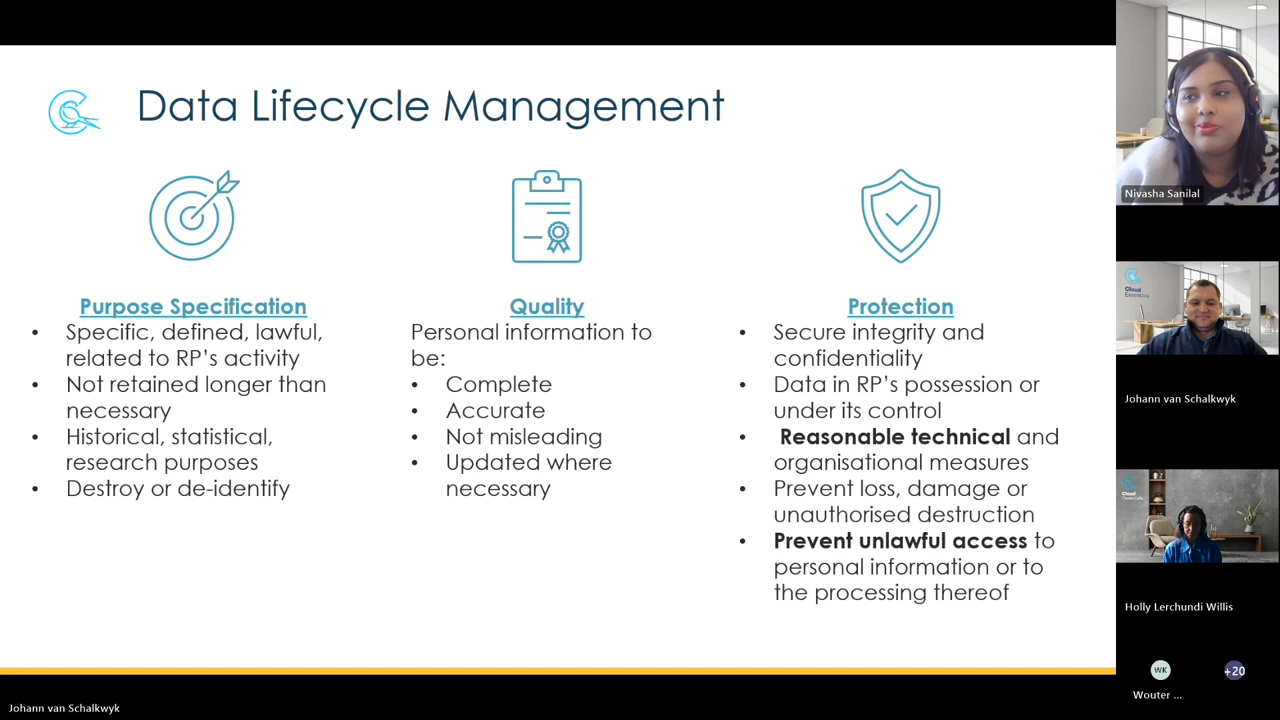 Data Lifecycle Management
Purpose Specification
• Specific, defined, lawful,
related to RP’s activity
• Not retained longer than
necessary
• Historical, statistical,
research purposes
• Destroy or de-identify
Quality
Personal information to
be:
• Complete
• Accurate
• Not misleading
• Updated where
necessary
Protection
• Secure integrity and
confidentiality
• Data in RP’s possession or
under its control
• Reasonable technical and
organisational measures
• Prevent loss, damage or
unauthorised destruction
• Prevent unlawful access to
personal information or to
the processing thereof
Nivasha Sanilal
Cloud
Essentials
Johann van Schalkwyk
Cloud
Essentials
Holly Lerchundi Willis
WK
+20
Wouter ...
Johann van Schalkwyk